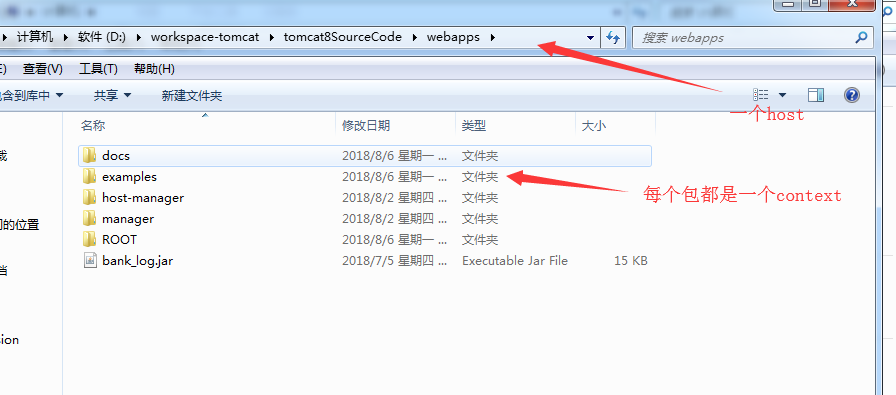 计算机 软件 (D:) workspace-tomcat tomcat8SourceCode webapps 搜索 webapps
查看(V) 工具(T) 帮助(H)
含到库中 共享 新建文件夹
一个host
名称 修改日期 类型 大小
docs 2018/8/6 星期一 ... 文件夹
examples 2018/8/6 星期一 ... 文件夹
每个包都是一个context
host-manager 2018/8/2 星期四 ... 文件夹
manager 2018/8/2 星期四 ... 文件夹
ROOT 2018/8/6 星期一 ... 文件夹
bank_log.jar 2018/7/5 星期四 ... Executable Jar File 15 KB
的位置